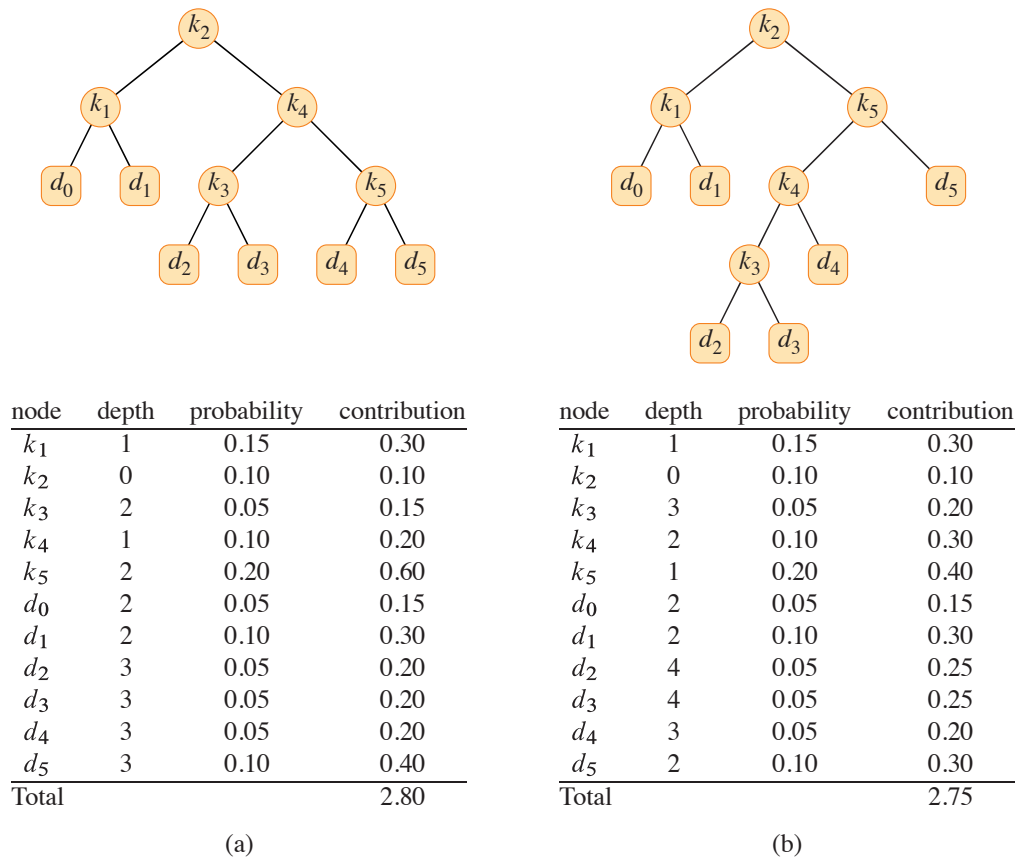 k2
k1 k4
d0 d1 k3 k5
d2 d3 d4 d5
node depth probability contribution
k1 1 0.15 0.30
k2 0 0.10 0.10
k3 2 0.05 0.15
k4 1 0.10 0.20
k5 2 0.20 0.60
d0 2 0.05 0.15
d1 2 0.10 0.30
d2 3 0.05 0.20
d3 3 0.05 0.20
d4 3 0.05 0.20
d5 3 0.10 0.40
Total 2.80
(a)
k2
k1 k5
d0 d1 k4 d5
k3 d4
d2 d3
node depth probability contribution
k1 1 0.15 0.30
k2 0 0.10 0.10
k3 3 0.05 0.20
k4 2 0.10 0.30
k5 1 0.20 0.40
d0 2 0.05 0.15
d1 2 0.10 0.30
d2 4 0.05 0.25
d3 4 0.05 0.25
d4 3 0.05 0.20
d5 2 0.10 0.30
Total 2.75
(b)